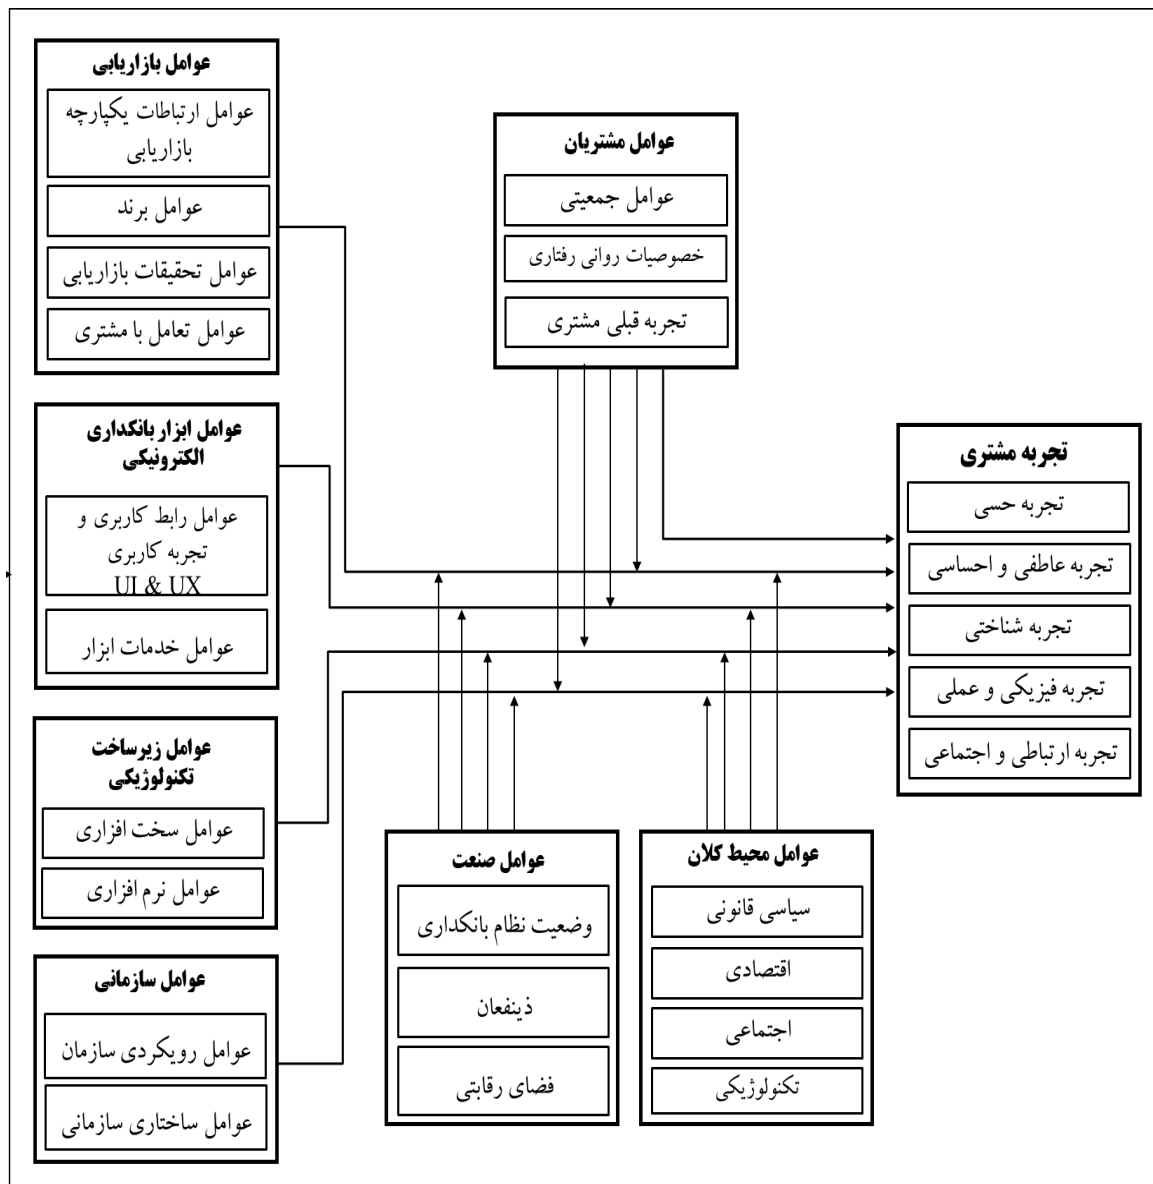 عوامل بازاریابی
عوامل ارتباطات یکپارچه
بازاریابی
عوامل برند
عوامل تحقیقات بازاریابی
عوامل تعامل با مشتری
عوامل مشتریان
عوامل جمعیتی
خصوصیات روانی رفتاری
تجربه قبلی مشتری
عوامل ابزار بانکداری
الکترونیکی
عوامل رابط کاربری و
تجربه کاربری
UI & UX
عوامل خدمات ابزار
تجربه مشتری
تجربه حسی
تجربه عاطفی و احساسی
تجربه شناختی
تجربه فیزیکی و عملی
تجربه ارتباطی و اجتماعی
عوامل زیرساخت
تکنولوژیکی
عوامل سخت افزاری
عوامل نرم افزاری
عوامل سازمانی
عوامل رویکردی سازمان
عوامل ساختاری سازمانی
عوامل صنعت
وضعیت نظام بانکداری
ذینفعان
فضای رقابتی
عوامل محیط کلان
سیاسی قانونی
اقتصادی
اجتماعی
تکنولوژیکی